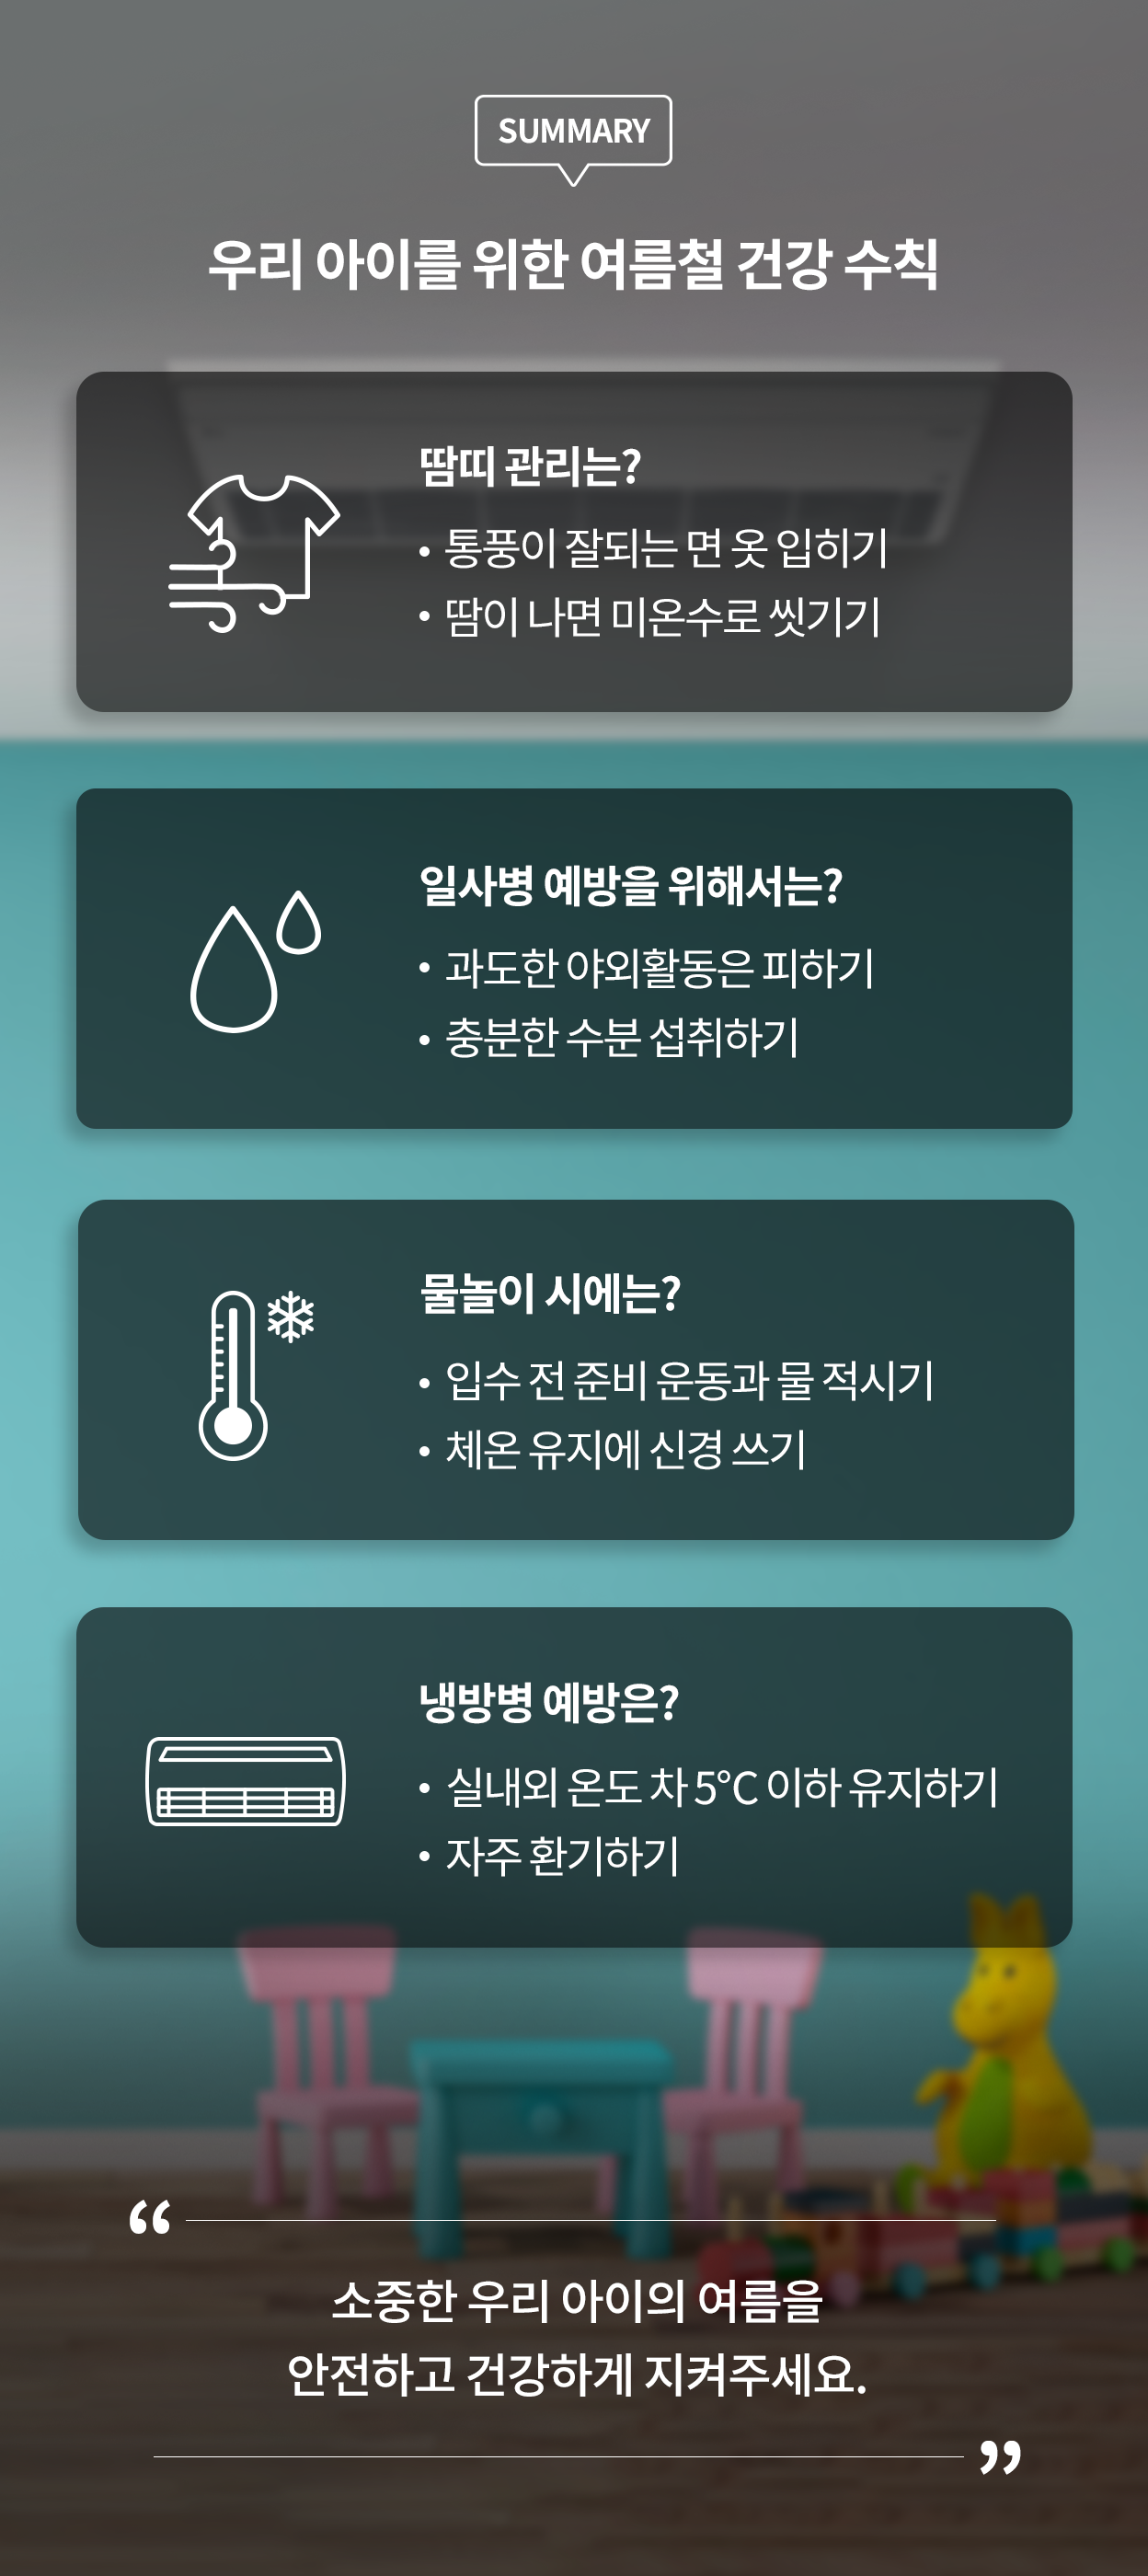 SUMMARY
우리 아이를 위한 여름철 건강 수칙
땀띠 관리는?
• 통풍이 잘되는 면 옷 입히기
• 땀이 나면 미온수로 씻기기
일사병 예방을 위해서는?
• 과도한 야외활동은 피하기
• 충분한 수분 섭취하기
물놀이 시에는?
• 입수 전 준비 운동과 물 적시기
• 체온 유지에 신경 쓰기
냉방병 예방은?
• 실내외 온도 차 5°C 이하 유지하기
• 자주 환기하기
“
소중한 우리 아이의 여름을
안전하고 건강하게 지켜주세요.
”